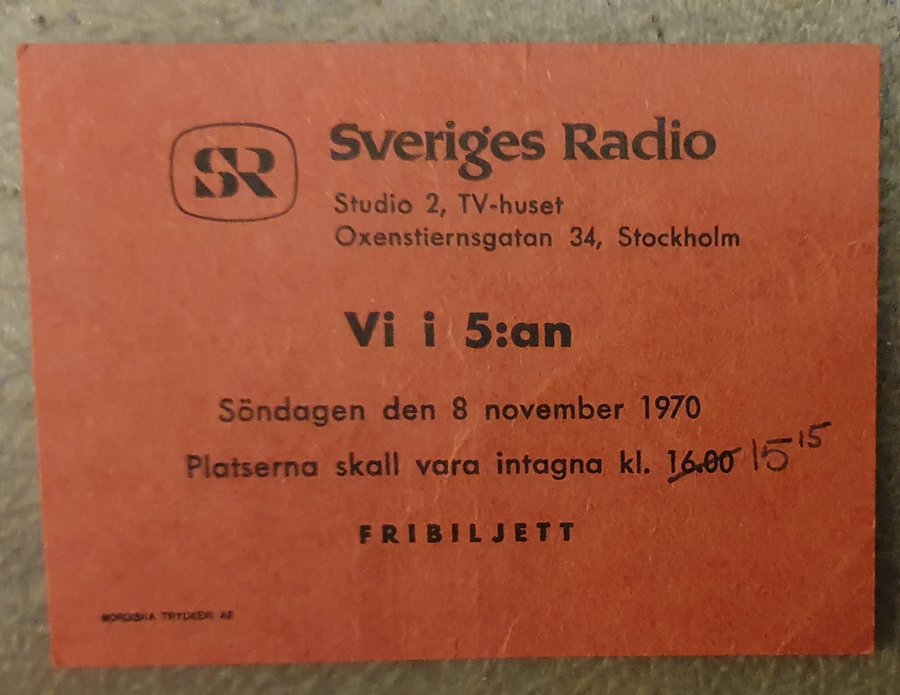 SR
Sveriges Radio
Studio 2, TV-huset
Oxenstiernsgatan 34, Stockholm
Vi i 5:an
Söndagen den 8 november 1970
Platserna skall vara intagna kl. 16.00 15 15
FRIBILJETT
NORDISKA TRYCKERI AB